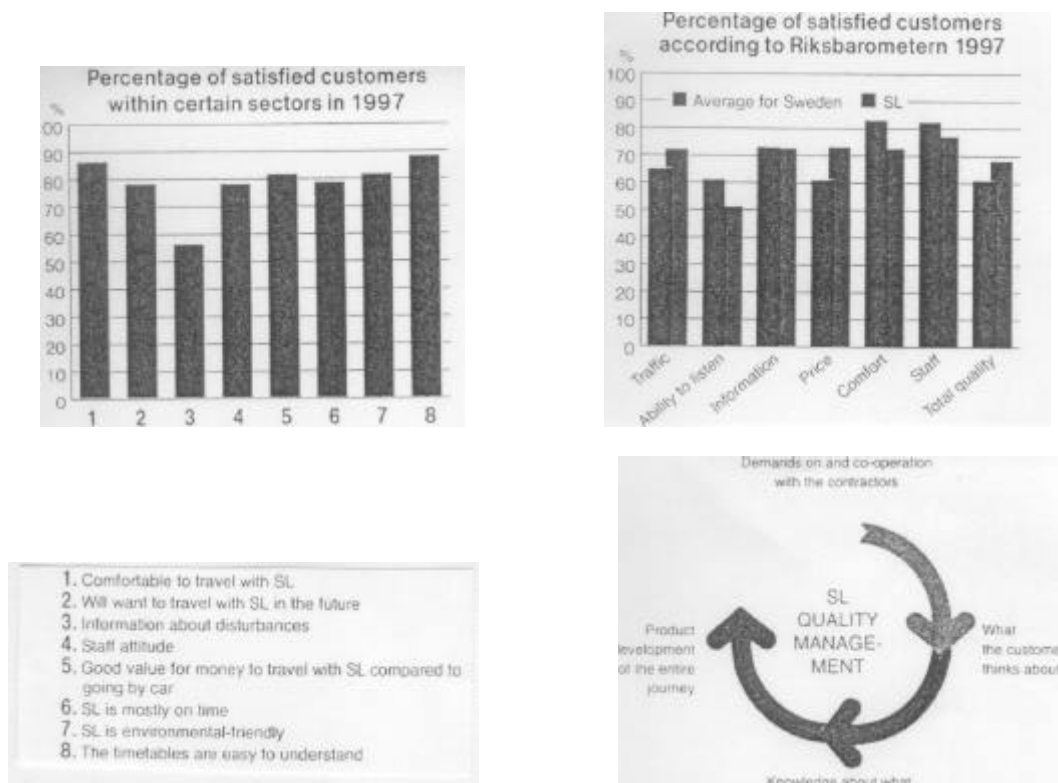 Percentage of satisfied customers
within certain sectors in 1997
%
00
90
80
70
60
50
40
30
20
10
0
1 2 3 4 5 6 7 8
Percentage of satisfied customers
according to Riksbarometern 1997
%
100
90
80
70
60
50
40
30
20
10
0
Average for Sweden SL
Traffic
Ability to listen
Information
Price
Comfort
Staff
Total quality
1. Comfortable to travel with SL
2. Will want to travel with SL in the future
3. Information about disturbances
4. Staff attitude
5. Good value for money to travel with SL compared to
going by car
6. SL is mostly on time
7. SL is environmental-friendly
8. The timetables are easy to understand
Demands on and co-operation
with the contractors
SL
QUALITY
MANAGE-
MENT
What
the custome
thinks about
Product
evelopment
of the entire
journey
Knowledge about what